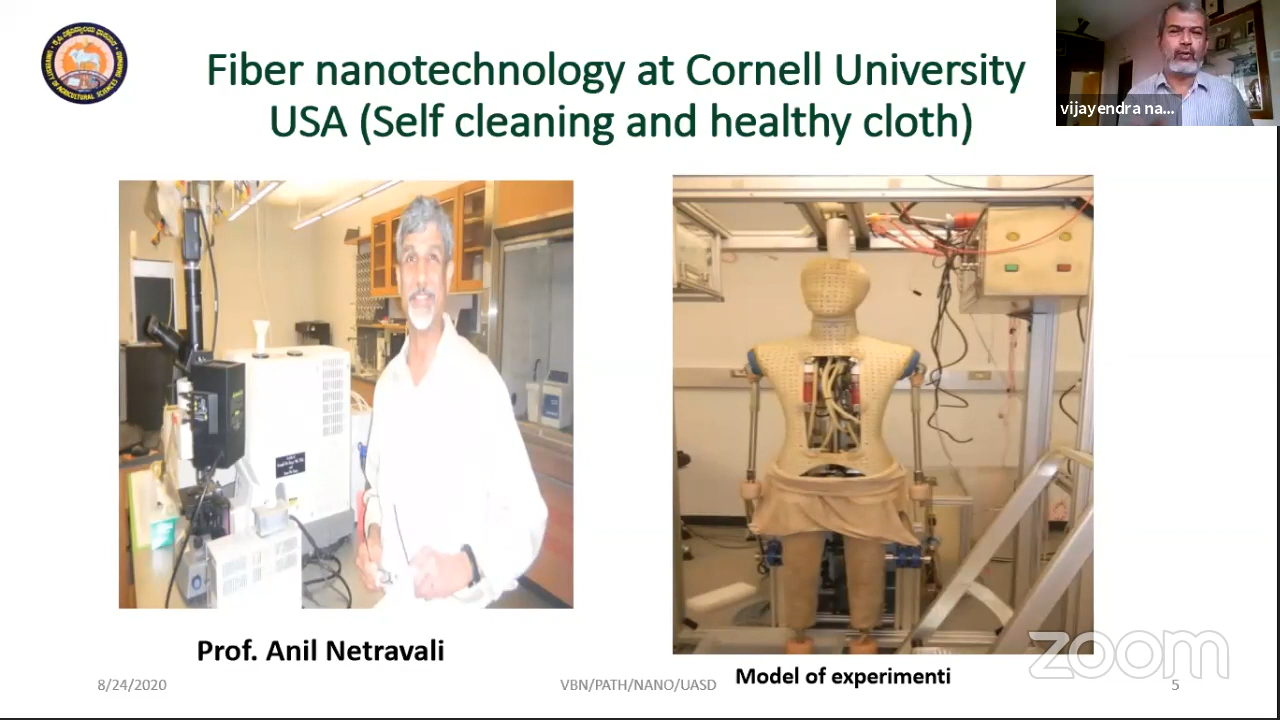 Fiber nanotechnology at Cornell University
USA (Self cleaning and healthy cloth)
vijayendra na...
Prof. Anil Netravali
Model of experimenti
8/24/2020
VBN/PATH/NANO/UASD
5
zoom